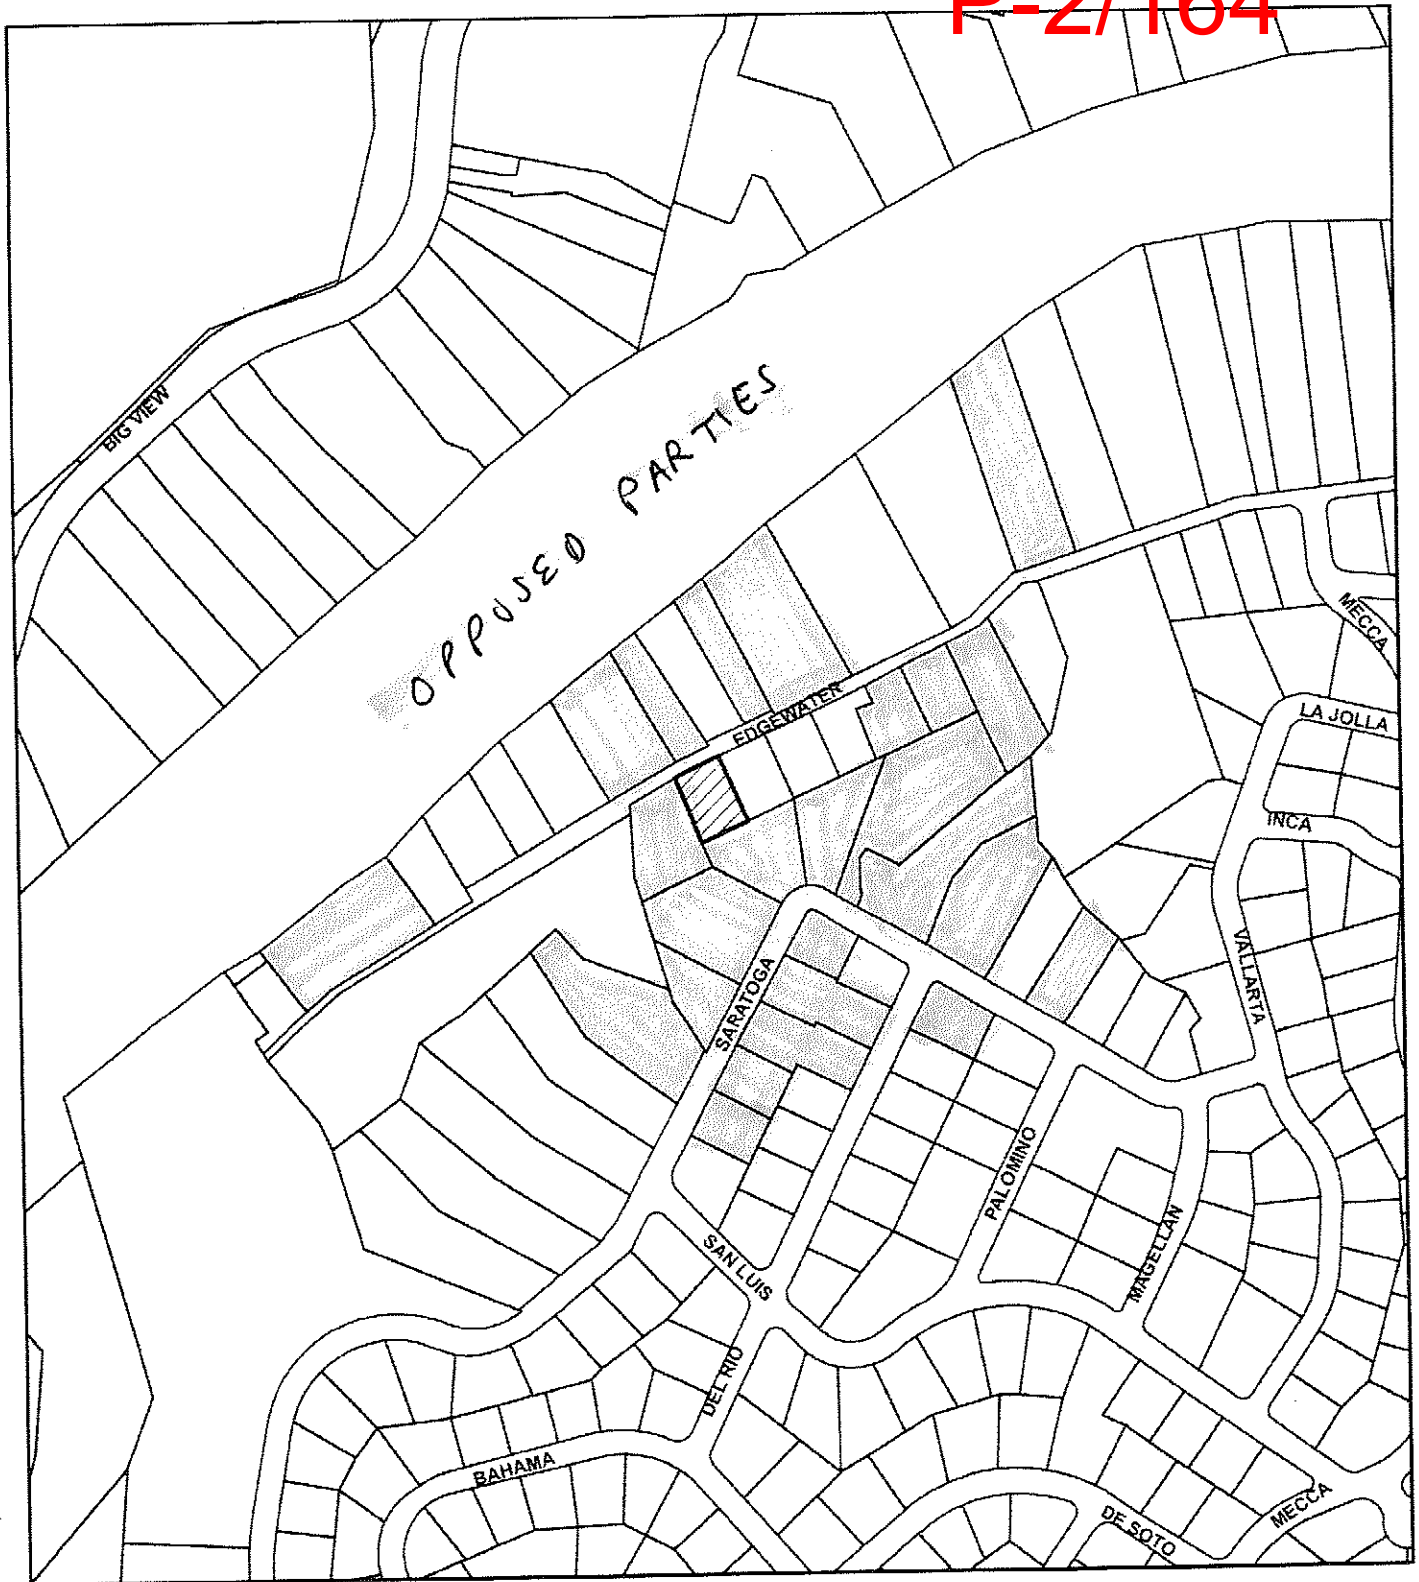 P-2/164
BIG VIEW
OPPOSED PARTIES
MECCA
EDGEWATER
LA JOLLA
INCA
VALLARTA
SARATOGA
PALOMINO
MAGELLAN
SAN LUIS
DEL RIO
BAHAMA
DE SOTO
MECCA